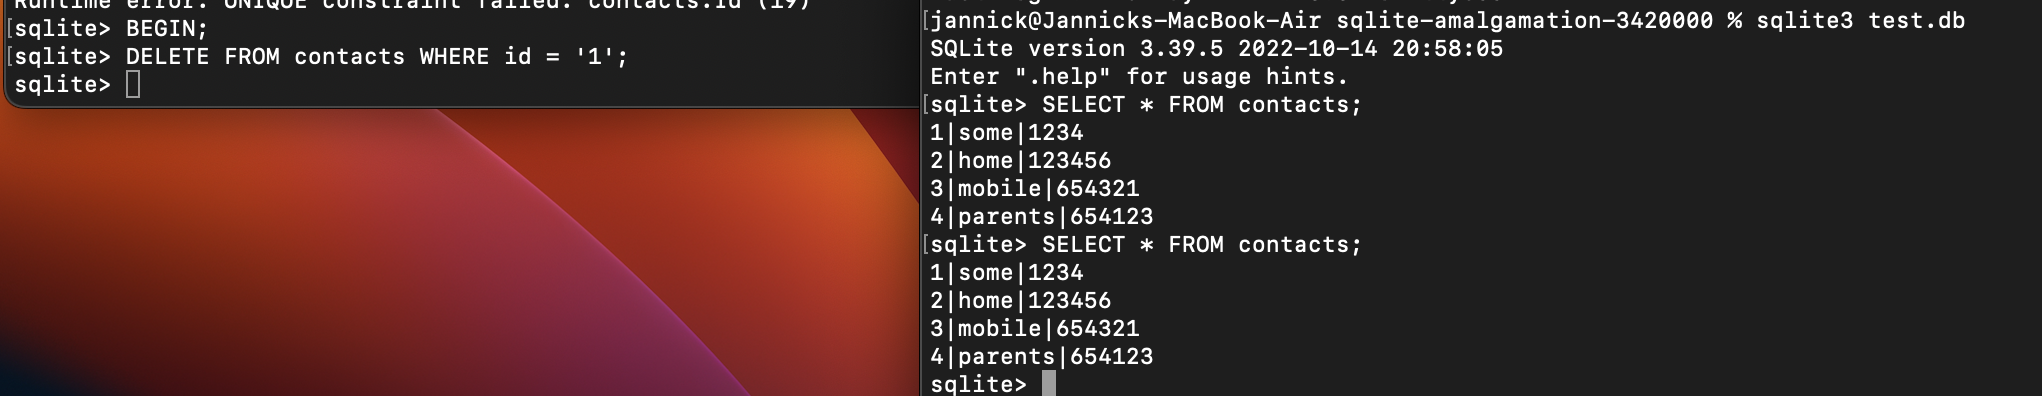 Runtime error: UNIQUE constraint failed: contacts.id (19)
[sqlite> BEGIN;
[sqlite> DELETE FROM contacts WHERE id = '1';
sqlite>
[jannick@Jannicks-MacBook-Air sqlite-amalgamation-3420000 % sqlite3 test.db
SQLite version 3.39.5 2022-10-14 20:58:05
Enter ".help" for usage hints.
[sqlite> SELECT * FROM contacts;
1|some|1234
2|home|123456
3|mobile|654321
4|parents|654123
[sqlite> SELECT * FROM contacts;
1|some|1234
2|home|123456
3|mobile|654321
4|parents|654123
sqlite>